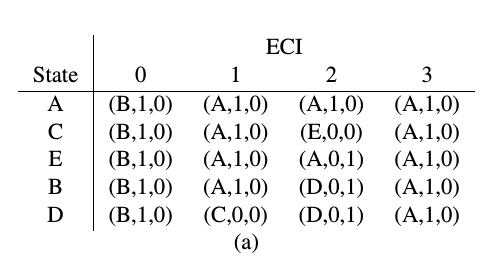 ECI
State 0 1 2 3
A (B,1,0) (A,1,0) (A,1,0) (A,1,0)
C (B,1,0) (A,1,0) (E,0,0) (A,1,0)
E (B,1,0) (A,1,0) (A,0,1) (A,1,0)
B (B,1,0) (A,1,0) (D,0,1) (A,1,0)
D (B,1,0) (C,0,0) (D,0,1) (A,1,0)
(a)